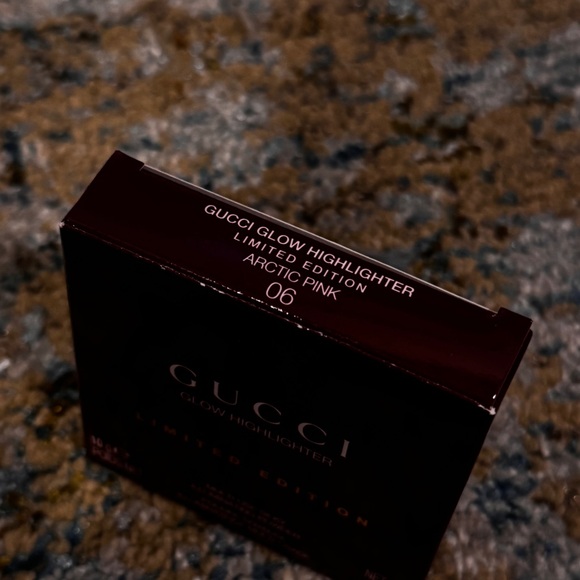 GUCCI GLOW HIGHLIGHTER
LIMITED EDITION
ARCTIC PINK
06
GUCCI
GLOW HIGHLIGHTER
LIMITED EDITION